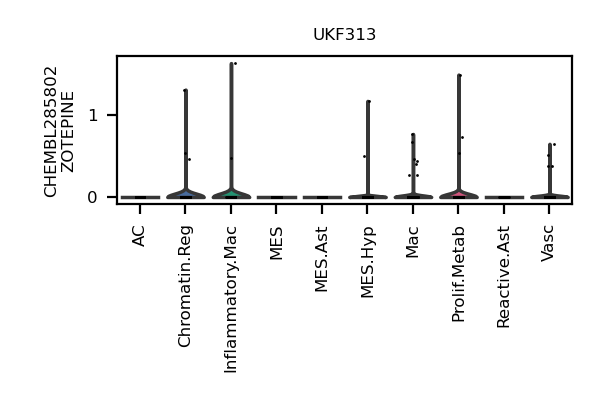 UKF313
CHEMBL285802
ZOTEPINE
1
0
AC
Chromatin.Reg
Inflammatory.Mac
MES
MES.Ast
MES.Hyp
Mac
Prolif.Metab
Reactive.Ast
Vasc